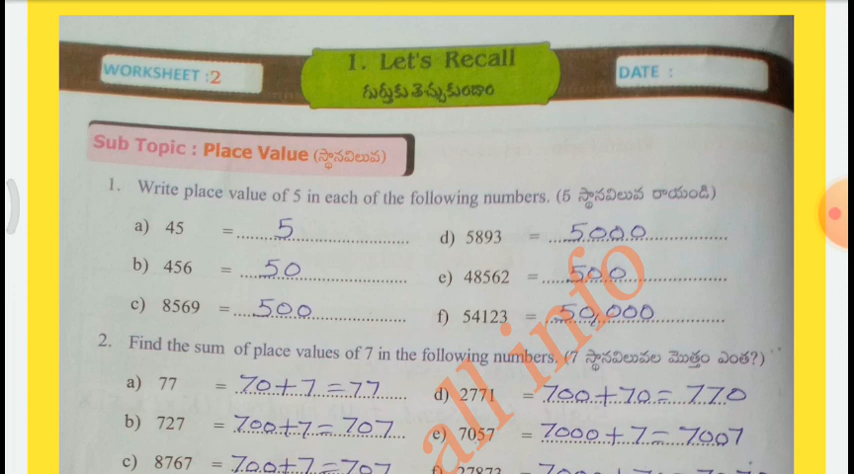 WORKSHEET :2
1. Let's Recall
గుర్తుకు తెచ్చుకుందాం
DATE :
Sub Topic : Place Value (స్థానవిలువ)
1. Write place value of 5 in each of the following numbers. (5 స్థానవిలువ రాయండి)
a) 45 = 5
b) 456 = 50
c) 8569 = 500
d) 5893 = 5000
e) 48562 = 500
f) 54123 = 50,000
2. Find the sum of place values of 7 in the following numbers. (7 స్థానవిలువల మొత్తం ఎంత?)
a) 77 = 70+7=77
b) 727 = 700+7=707
c) 8767 = 700+7=707
d) 2771 = 700+70=770
e) 7057 = 7000+7=7007
all info